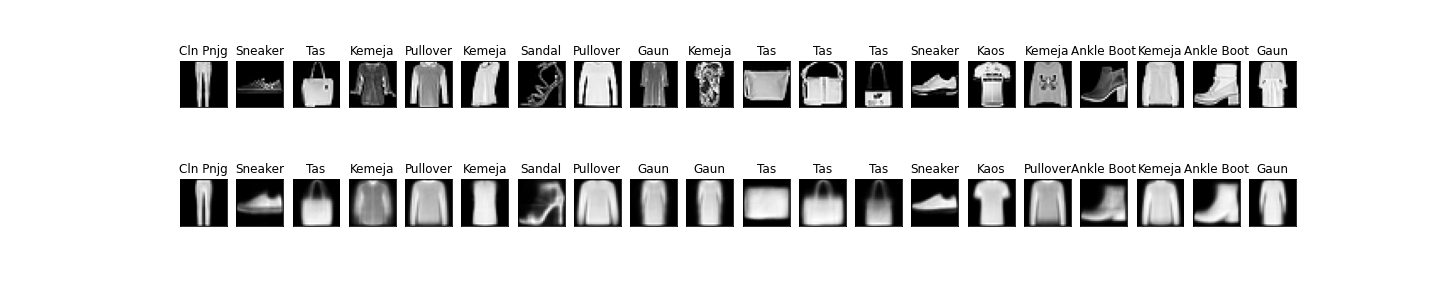 Cln Pnjg Sneaker Tas Kemeja Pullover Kemeja Sandal Pullover Gaun Kemeja Tas Tas Tas Sneaker Kaos Kemeja Ankle Boot Kemeja Ankle Boot Gaun
Cln Pnjg Sneaker Tas Kemeja Pullover Kemeja Sandal Pullover Gaun Gaun Tas Tas Tas Sneaker Kaos Pullover Ankle Boot Kemeja Ankle Boot Gaun